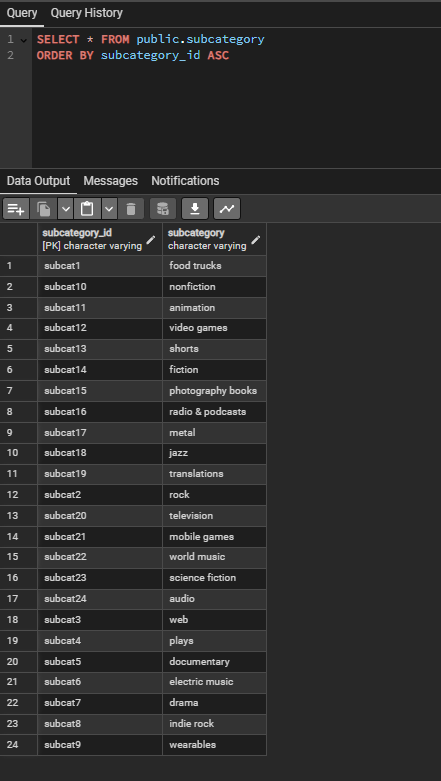 Query Query History
1 SELECT * FROM public.subcategory
2 ORDER BY subcategory_id ASC
Data Output Messages Notifications
subcategory_id subcategory
[PK] character varying character varying
1 subcat1 food trucks
2 subcat10 nonfiction
3 subcat11 animation
4 subcat12 video games
5 subcat13 shorts
6 subcat14 fiction
7 subcat15 photography books
8 subcat16 radio & podcasts
9 subcat17 metal
10 subcat18 jazz
11 subcat19 translations
12 subcat2 rock
13 subcat20 television
14 subcat21 mobile games
15 subcat22 world music
16 subcat23 science fiction
17 subcat24 audio
18 subcat3 web
19 subcat4 plays
20 subcat5 documentary
21 subcat6 electric music
22 subcat7 drama
23 subcat8 indie rock
24 subcat9 wearables